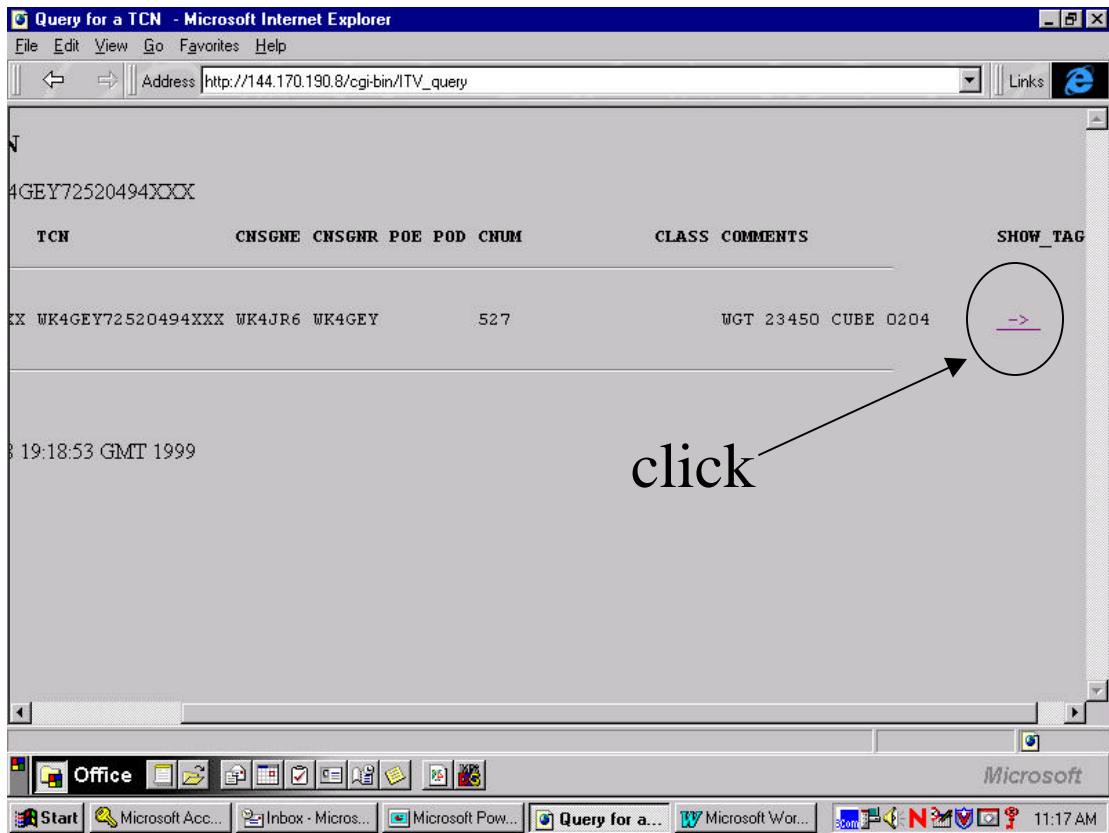 Query for a TCN - Microsoft Internet Explorer
File Edit View Go Favorites Help
Address http://144.170.190.8/cgi-bin/ITV_query Links
N
4GEY72520494XXX
TCN CNSGNE CNSGNR POE POD CNUM CLASS COMMENTS SHOW_TAG
XX WK4GEY72520494XXX WK4JR6 WK4GEY 527 WGT 23450 CUBE 0204 ->
19:18:53 GMT 1999
click
Office Microsoft
Start Microsoft Acc... Inbox - Micros... Microsoft Pow... Query for a... Microsoft Wor... 11:17 AM